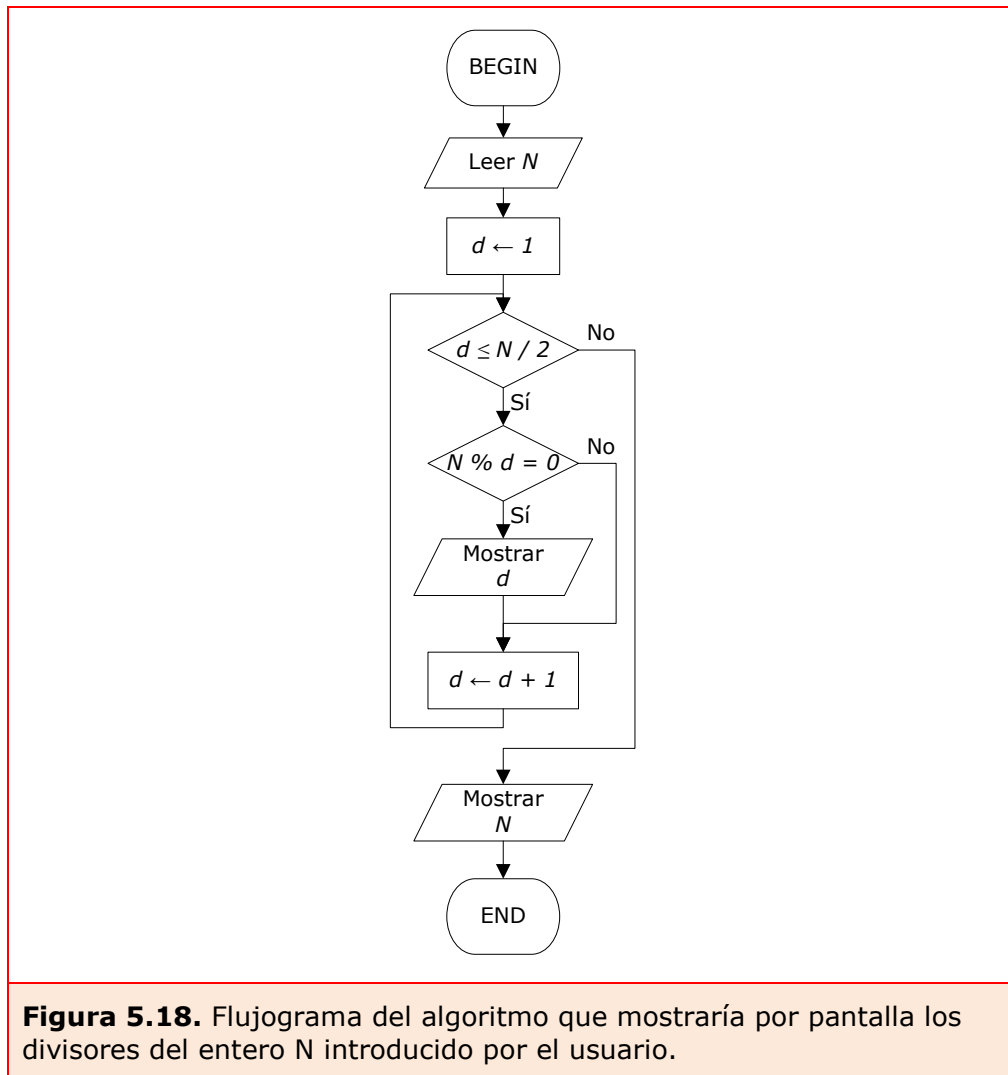 BEGIN
Leer N
d ← 1
d ≤ N / 2
No
Sí
N % d = 0
No
Sí
Mostrar
d
d ← d + 1
Mostrar
N
END
Figura 5.18. Flujograma del algoritmo que mostraría por pantalla los
divisores del entero N introducido por el usuario.